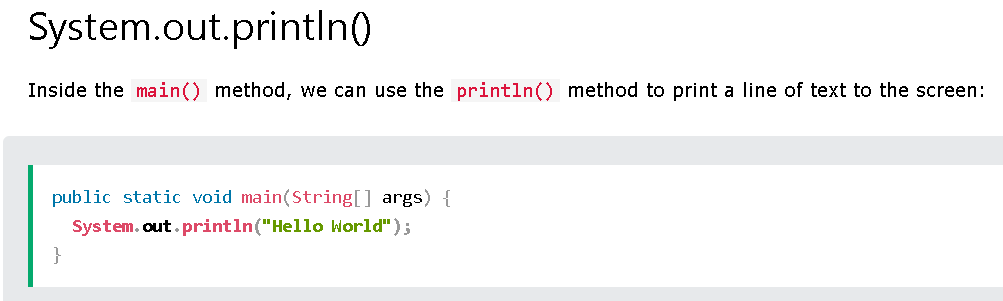 System.out.println()
Inside the main() method, we can use the println() method to print a line of text to the screen:
public static void main(String[] args) {
  System.out.println("Hello World");
}